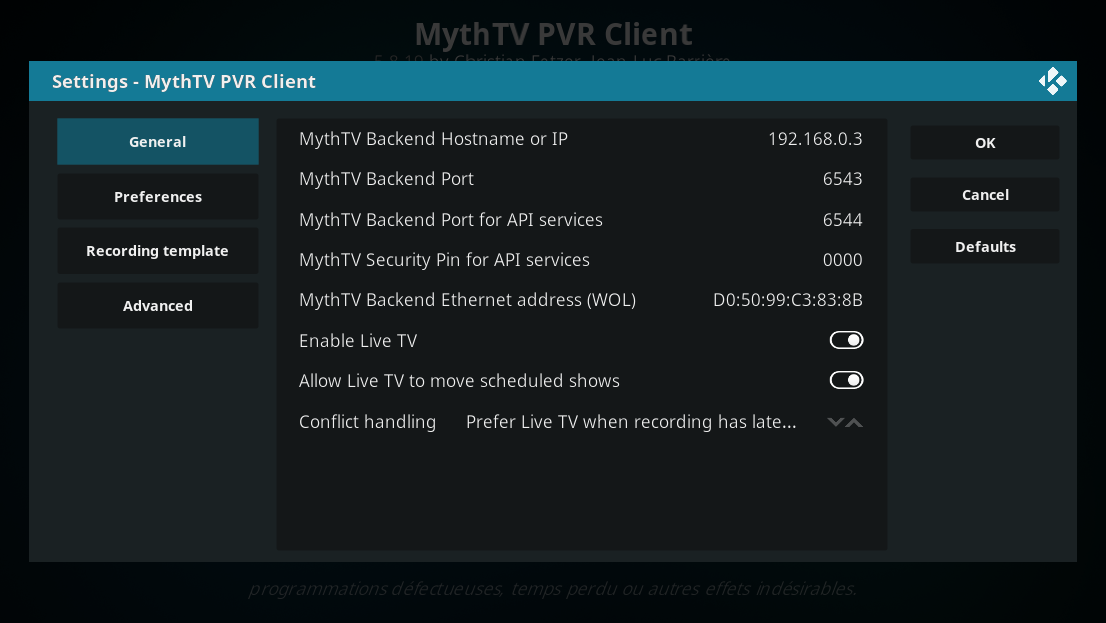 MythTV PVR Client
5.8.10 by Christian Fetzer, Jean-Luc Barrière
Settings - MythTV PVR Client
General
Preferences
Recording template
Advanced
MythTV Backend Hostname or IP 192.168.0.3
MythTV Backend Port 6543
MythTV Backend Port for API services 6544
MythTV Security Pin for API services 0000
MythTV Backend Ethernet address (WOL) D0:50:99:C3:83:8B
Enable Live TV
Allow Live TV to move scheduled shows
Conflict handling Prefer Live TV when recording has late...
OK
Cancel
Defaults
programmations défectueuses, temps perdu ou autres effets indésirables.